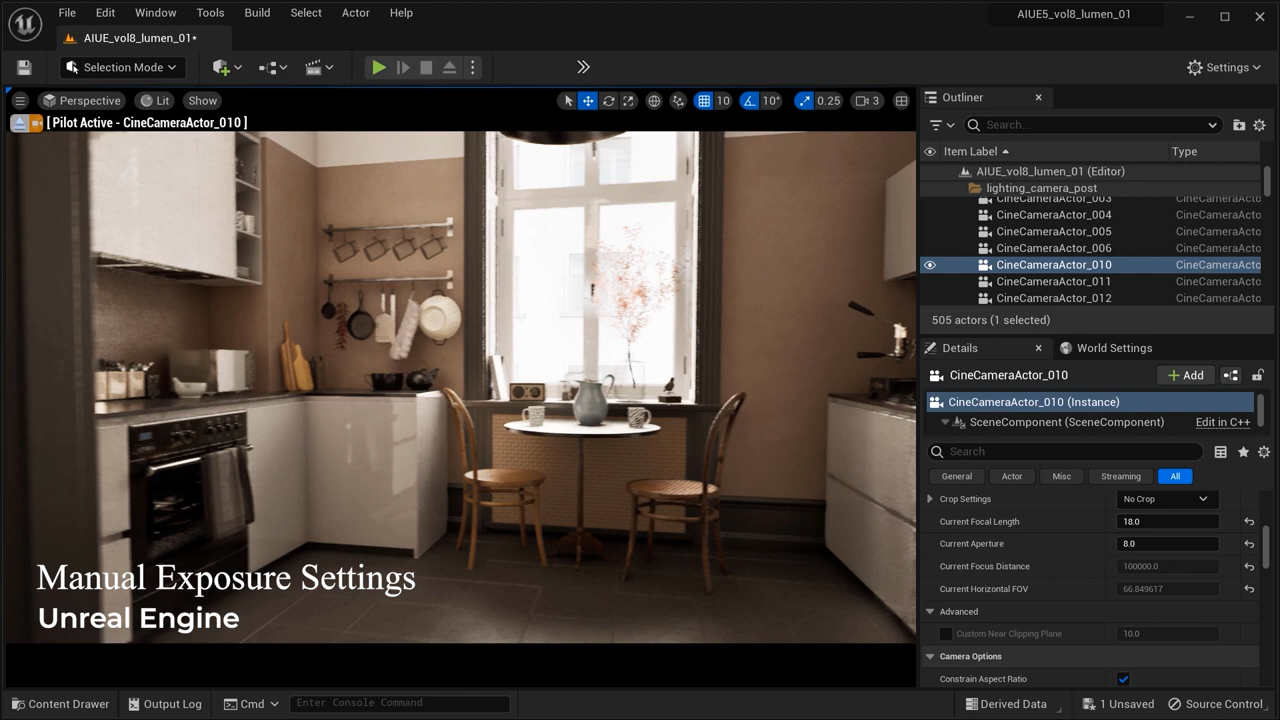 File Edit Window Tools Build Select Actor Help
AIUE5_vol8_lumen_01
AIUE_vol8_lumen_01*
Selection Mode
Settings
Perspective Lit Show
10 10° 0.25 3
[ Pilot Active - CineCameraActor_010 ]
Manual Exposure Settings
Unreal Engine
Outliner
Search...
Item Label Type
AIUE_vol8_lumen_01 (Editor)
lighting_camera_post
CineCameraActor_003 CineCameraActo
CineCameraActor_004 CineCameraActo
CineCameraActor_005 CineCameraActo
CineCameraActor_006 CineCameraActo
CineCameraActor_010 CineCameraActo
CineCameraActor_011 CineCameraActo
CineCameraActor_012 CineCameraActo
505 actors (1 selected)
Details World Settings
CineCameraActor_010 Add
CineCameraActor_010 (Instance)
SceneComponent (SceneComponent) Edit in C++
Search
General Actor Misc Streaming All
Crop Settings No Crop
Current Focal Length 18.0
Current Aperture 8.0
Current Focus Distance 100000.0
Current Horizontal FOV 66.849617
Advanced
Custom Near Clipping Plane 10.0
Camera Options
Constrain Aspect Ratio
Content Drawer Output Log Cmd Enter Console Command Derived Data 1 Unsaved Source Control